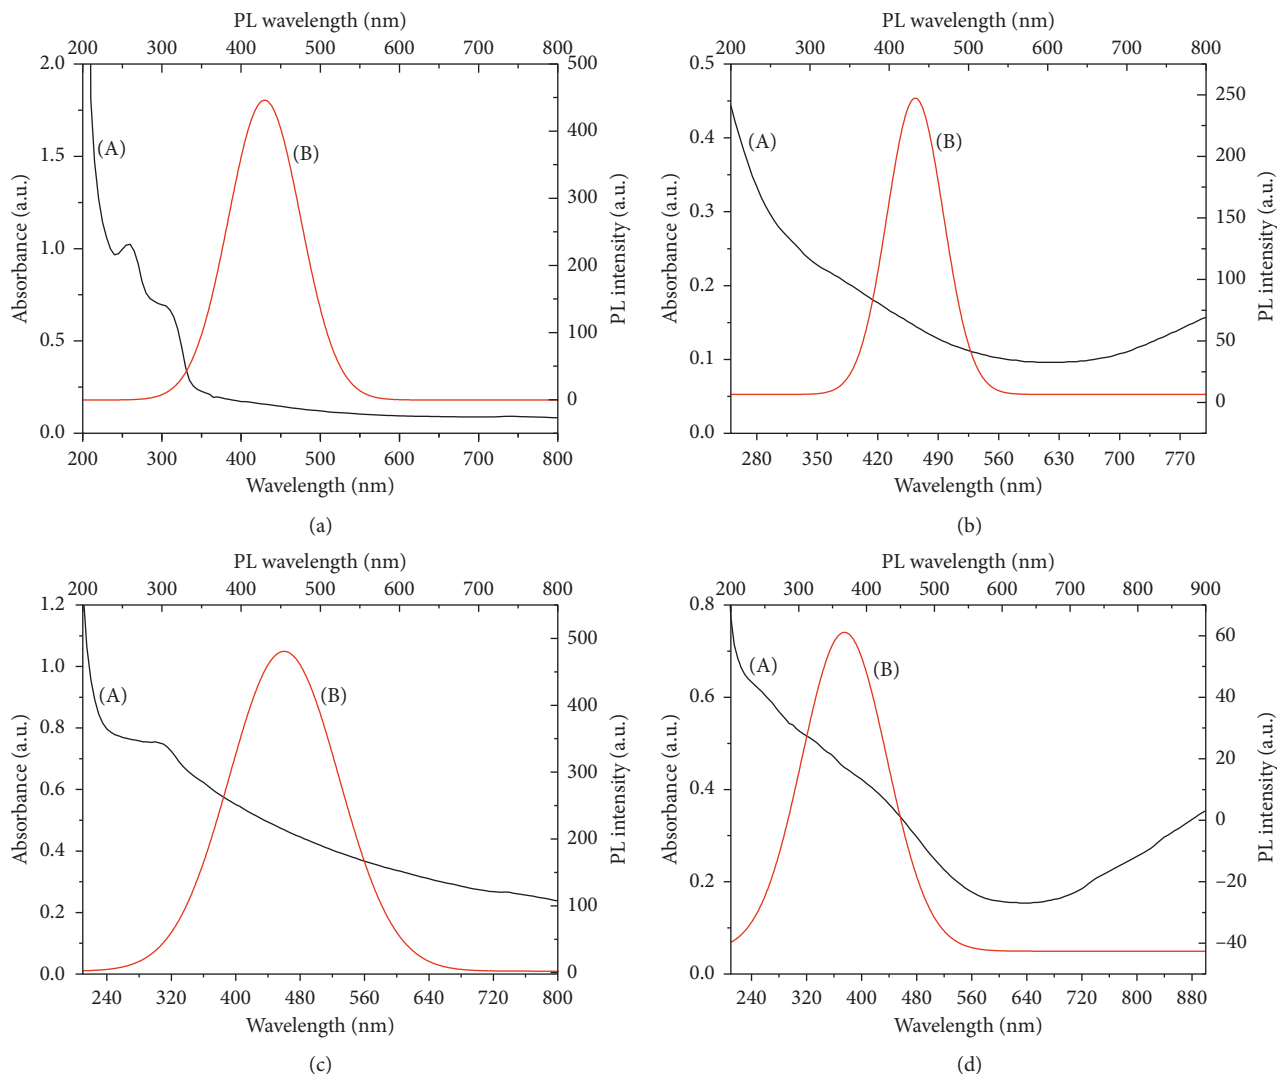 PL wavelength (nm)
200 300 400 500 600 700 800
2.0
1.5
1.0
0.5
0.0
Absorbance (a.u.)
(A)
(B)
500
400
300
200
100
0
PL intensity (a.u.)
200 300 400 500 600 700 800
Wavelength (nm)
(a)
PL wavelength (nm)
200 300 400 500 600 700 800
0.5
0.4
0.3
0.2
0.1
0.0
Absorbance (a.u.)
(A)
(B)
250
200
150
100
50
0
PL intensity (a.u.)
280 350 420 490 560 630 700 770
Wavelength (nm)
(b)
PL wavelength (nm)
200 300 400 500 600 700 800
1.2
1.0
0.8
0.6
0.4
0.2
0.0
Absorbance (a.u.)
(A)
(B)
500
400
300
200
100
0
PL intensity (a.u.)
240 320 400 480 560 640 720 800
Wavelength (nm)
(c)
PL wavelength (nm)
200 300 400 500 600 700 800 900
0.8
0.6
0.4
0.2
0.0
Absorbance (a.u.)
(A)
(B)
60
40
20
0
–20
–40
PL intensity (a.u.)
240 320 400 480 560 640 720 800 880
Wavelength (nm)
(d)